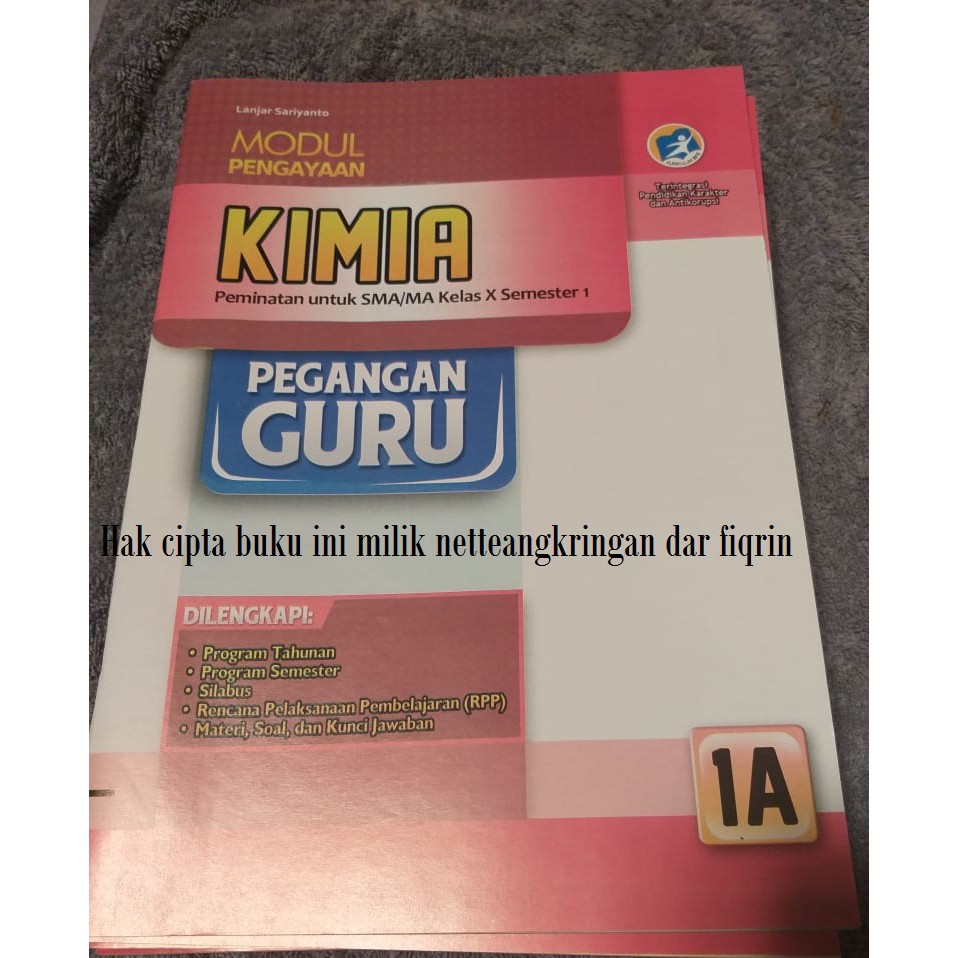 Lanjar Sariyanto
MODUL
PENGAYAAN
KIMIA
Peminatan untuk SMA/MA Kelas X Semester 1
Terintegrasi
Pendidikan Karakter
dan Antikorupsi
PEGANGAN
GURU
Hak cipta buku ini milik netteangkringan dar fiqrin
DILENGKAPI:
• Program Tahunan
• Program Semester
• Silabus
• Rencana Pelaksanaan Pembelajaran (RPP)
• Materi, Soal, dan Kunci Jawaban
1A